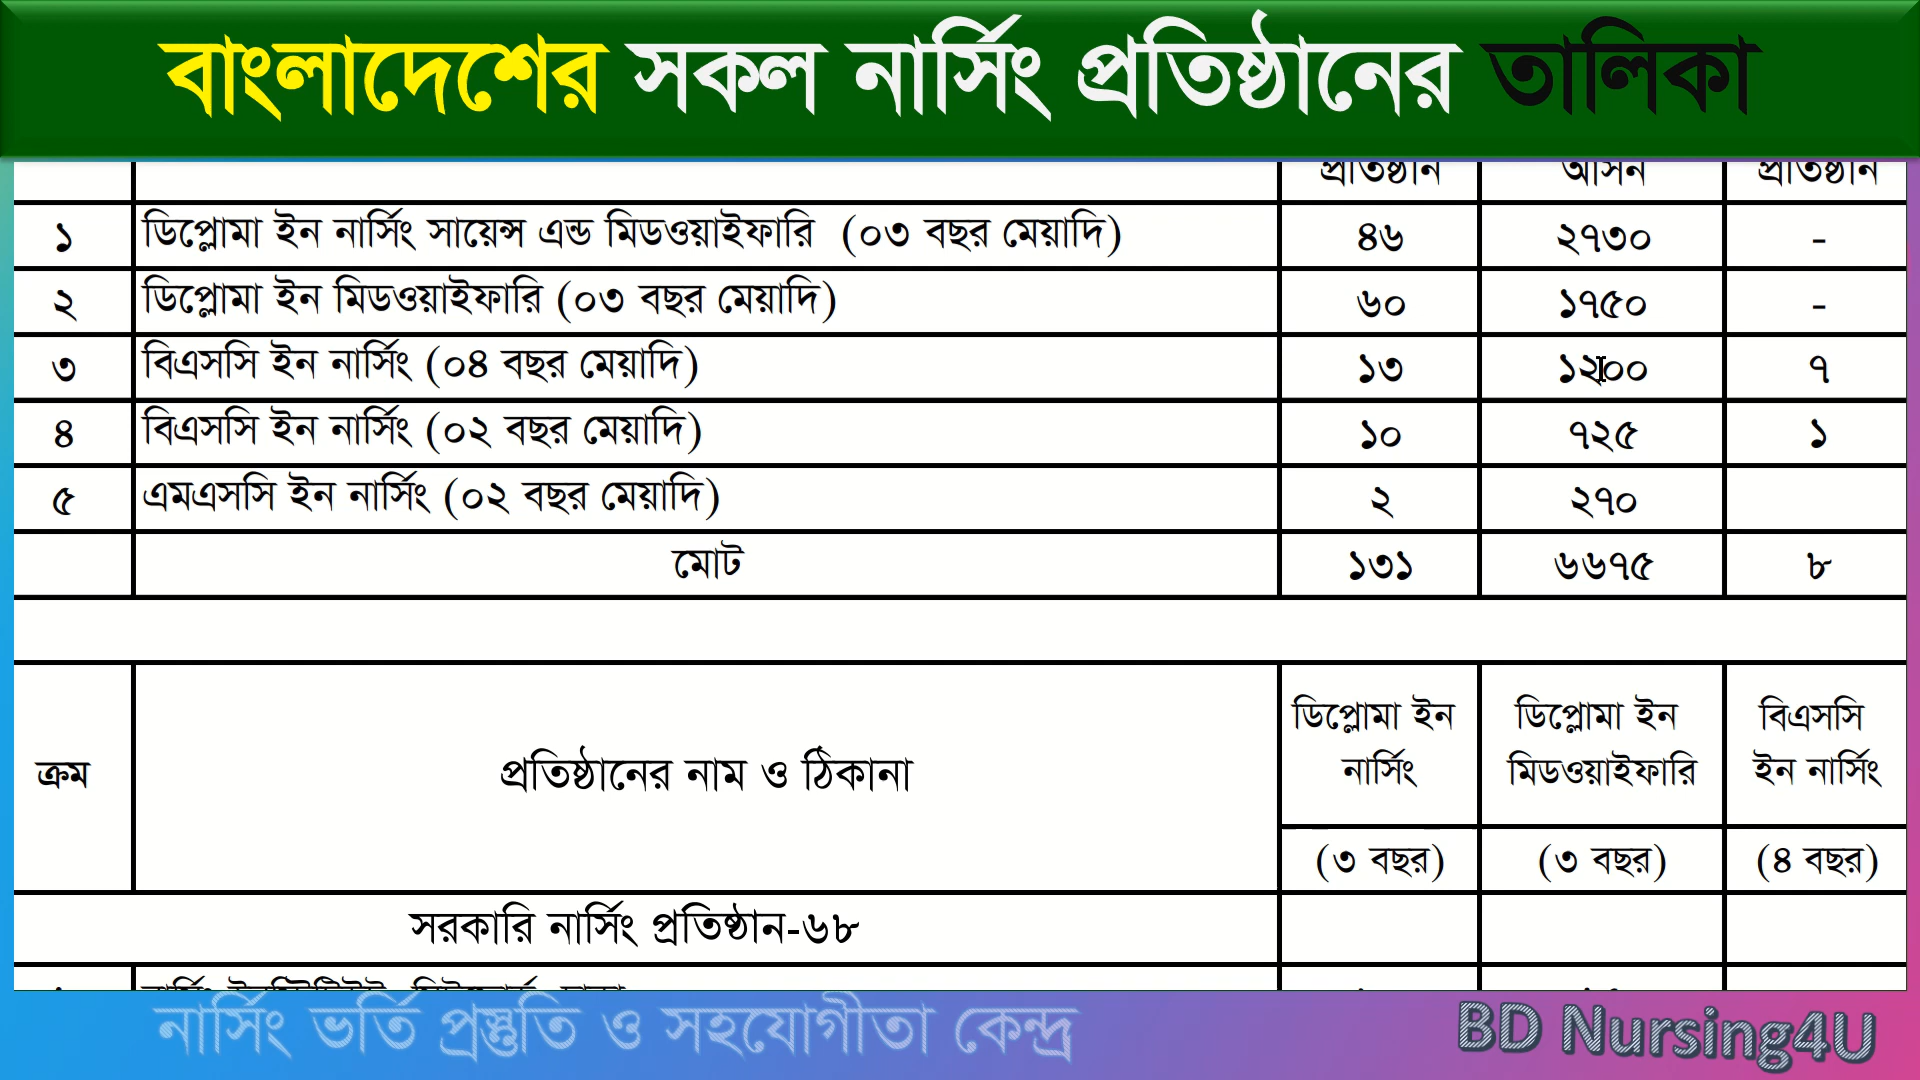 বাংলাদেশের সকল নার্সিং প্রতিষ্ঠানের তালিকা
প্রতিষ্ঠান আসন প্রতিষ্ঠান
১ ডিপ্লোমা ইন নার্সিং সায়েন্স এন্ড মিডওয়াইফারি (০৩ বছর মেয়াদি) ৪৬ ২৭৩০ -
২ ডিপ্লোমা ইন মিডওয়াইফারি (০৩ বছর মেয়াদি) ৬০ ১৭৫০ -
৩ বিএসসি ইন নার্সিং (০৪ বছর মেয়াদি) ১৩ ১২০০ ৭
৪ বিএসসি ইন নার্সিং (০২ বছর মেয়াদি) ১০ ৭২৫ ১
৫ এমএসসি ইন নার্সিং (০২ বছর মেয়াদি) ২ ২৭০
মোট ১৩১ ৬৬৭৫ ৮
ডিপ্লোমা ইন ডিপ্লোমা ইন বিএসসি
ক্রম প্রতিষ্ঠানের নাম ও ঠিকানা নার্সিং মিডওয়াইফারি ইন নার্সিং
(৩ বছর) (৩ বছর) (৪ বছর)
সরকারি নার্সিং প্রতিষ্ঠান-৬৮
নার্সিং ভর্তি প্রস্তুতি ও সহযোগীতা কেন্দ্র
BD Nursing4U